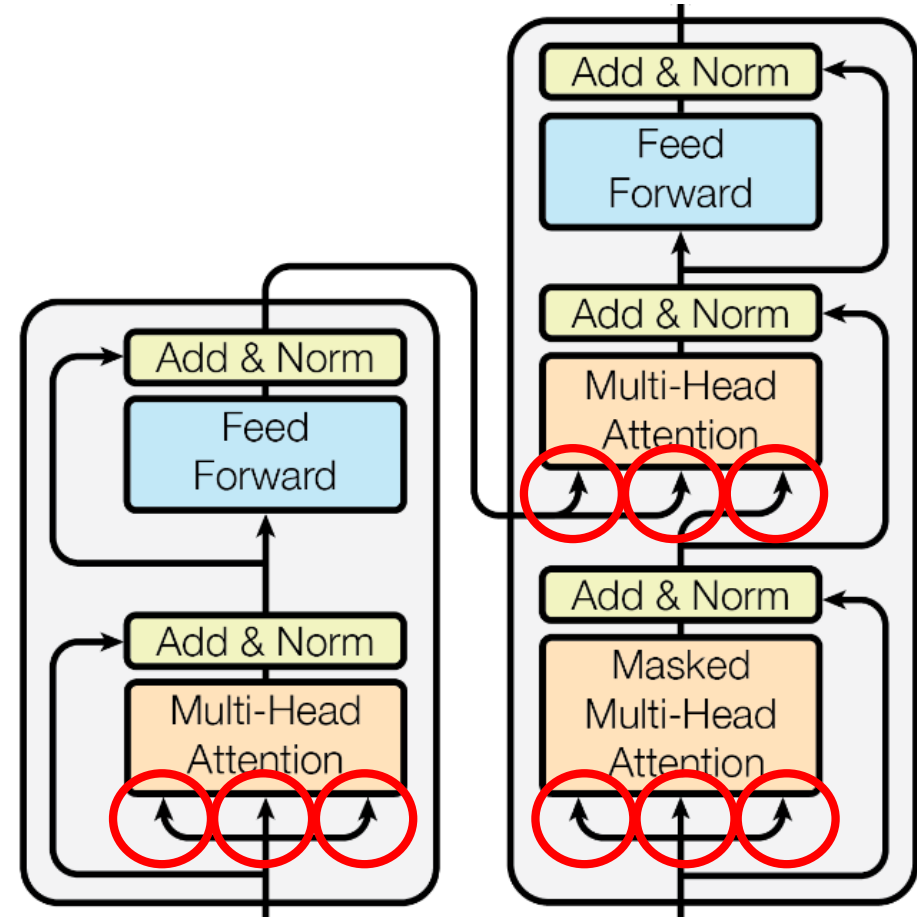 Add & Norm
Feed
Forward
Add & Norm
Multi-Head
Attention
Add & Norm
Feed
Forward
Add & Norm
Multi-Head
Attention
Add & Norm
Masked
Multi-Head
Attention